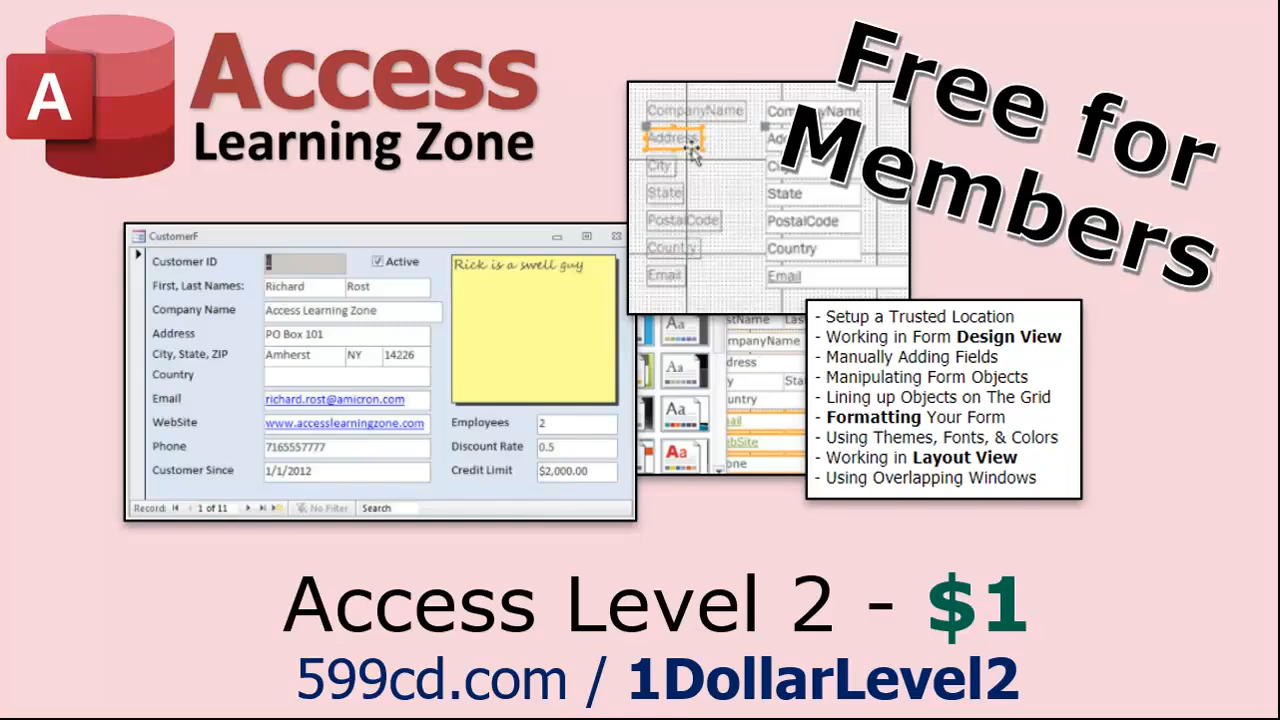 A
Access
Learning Zone
Free for
Members
CompanyName CompanyName
Address
City
State State
PostalCode PostalCode
Country Country
Email Email
CustomerF
Customer ID Active
First, Last Names: Richard Rost
Company Name Access Learning Zone
Address PO Box 101
City, State, ZIP Amherst NY 14226
Country
Email richard.rost@amicron.com
WebSite www.accesslearningzone.com
Phone 7165557777
Customer Since 1/1/2012
Rick is a swell guy
Employees 2
Discount Rate 0.5
Credit Limit $2,000.00
Record: 1 of 11 No Filter Search
Aa
Aa
Aa
Aa
- Setup a Trusted Location
- Working in Form Design View
- Manually Adding Fields
- Manipulating Form Objects
- Lining up Objects on The Grid
- Formatting Your Form
- Using Themes, Fonts, & Colors
- Working in Layout View
- Using Overlapping Windows
Access Level 2 - $1
599cd.com / 1DollarLevel2